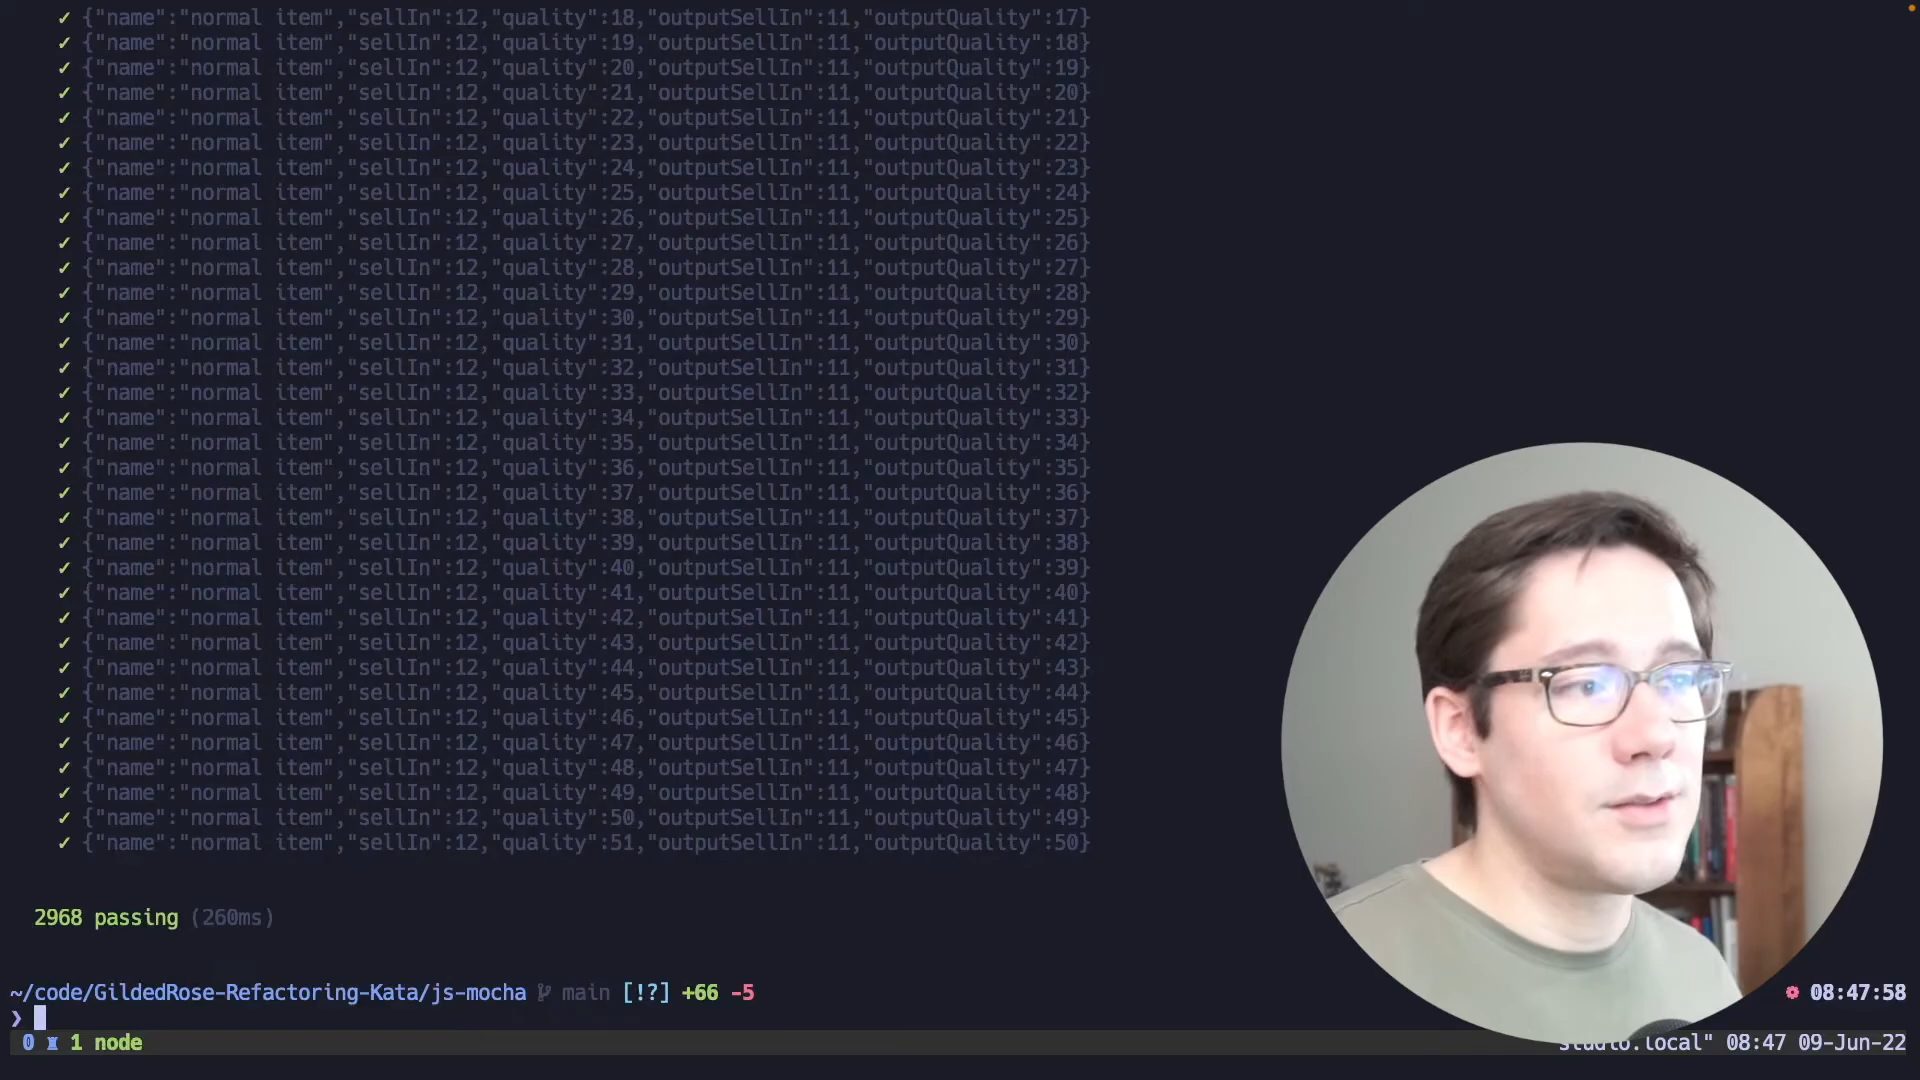 ✓ {"name":"normal item","sellIn":12,"quality":18,"outputSellIn":11,"outputQuality":17}
✓ {"name":"normal item","sellIn":12,"quality":19,"outputSellIn":11,"outputQuality":18}
✓ {"name":"normal item","sellIn":12,"quality":20,"outputSellIn":11,"outputQuality":19}
✓ {"name":"normal item","sellIn":12,"quality":21,"outputSellIn":11,"outputQuality":20}
✓ {"name":"normal item","sellIn":12,"quality":22,"outputSellIn":11,"outputQuality":21}
✓ {"name":"normal item","sellIn":12,"quality":23,"outputSellIn":11,"outputQuality":22}
✓ {"name":"normal item","sellIn":12,"quality":24,"outputSellIn":11,"outputQuality":23}
✓ {"name":"normal item","sellIn":12,"quality":25,"outputSellIn":11,"outputQuality":24}
✓ {"name":"normal item","sellIn":12,"quality":26,"outputSellIn":11,"outputQuality":25}
✓ {"name":"normal item","sellIn":12,"quality":27,"outputSellIn":11,"outputQuality":26}
✓ {"name":"normal item","sellIn":12,"quality":28,"outputSellIn":11,"outputQuality":27}
✓ {"name":"normal item","sellIn":12,"quality":29,"outputSellIn":11,"outputQuality":28}
✓ {"name":"normal item","sellIn":12,"quality":30,"outputSellIn":11,"outputQuality":29}
✓ {"name":"normal item","sellIn":12,"quality":31,"outputSellIn":11,"outputQuality":30}
✓ {"name":"normal item","sellIn":12,"quality":32,"outputSellIn":11,"outputQuality":31}
✓ {"name":"normal item","sellIn":12,"quality":33,"outputSellIn":11,"outputQuality":32}
✓ {"name":"normal item","sellIn":12,"quality":34,"outputSellIn":11,"outputQuality":33}
✓ {"name":"normal item","sellIn":12,"quality":35,"outputSellIn":11,"outputQuality":34}
✓ {"name":"normal item","sellIn":12,"quality":36,"outputSellIn":11,"outputQuality":35}
✓ {"name":"normal item","sellIn":12,"quality":37,"outputSellIn":11,"outputQuality":36}
✓ {"name":"normal item","sellIn":12,"quality":38,"outputSellIn":11,"outputQuality":37}
✓ {"name":"normal item","sellIn":12,"quality":39,"outputSellIn":11,"outputQuality":38}
✓ {"name":"normal item","sellIn":12,"quality":40,"outputSellIn":11,"outputQuality":39}
✓ {"name":"normal item","sellIn":12,"quality":41,"outputSellIn":11,"outputQuality":40}
✓ {"name":"normal item","sellIn":12,"quality":42,"outputSellIn":11,"outputQuality":41}
✓ {"name":"normal item","sellIn":12,"quality":43,"outputSellIn":11,"outputQuality":42}
✓ {"name":"normal item","sellIn":12,"quality":44,"outputSellIn":11,"outputQuality":43}
✓ {"name":"normal item","sellIn":12,"quality":45,"outputSellIn":11,"outputQuality":44}
✓ {"name":"normal item","sellIn":12,"quality":46,"outputSellIn":11,"outputQuality":45}
✓ {"name":"normal item","sellIn":12,"quality":47,"outputSellIn":11,"outputQuality":46}
✓ {"name":"normal item","sellIn":12,"quality":48,"outputSellIn":11,"outputQuality":47}
✓ {"name":"normal item","sellIn":12,"quality":49,"outputSellIn":11,"outputQuality":48}
✓ {"name":"normal item","sellIn":12,"quality":50,"outputSellIn":11,"outputQuality":49}
✓ {"name":"normal item","sellIn":12,"quality":51,"outputSellIn":11,"outputQuality":50}
2968 passing (260ms)
~/code/GildedRose-Refactoring-Kata/js-mocha main [!?] +66 -5 08:47:58
❯
0 1 node studio.local" 08:47 09-Jun-22